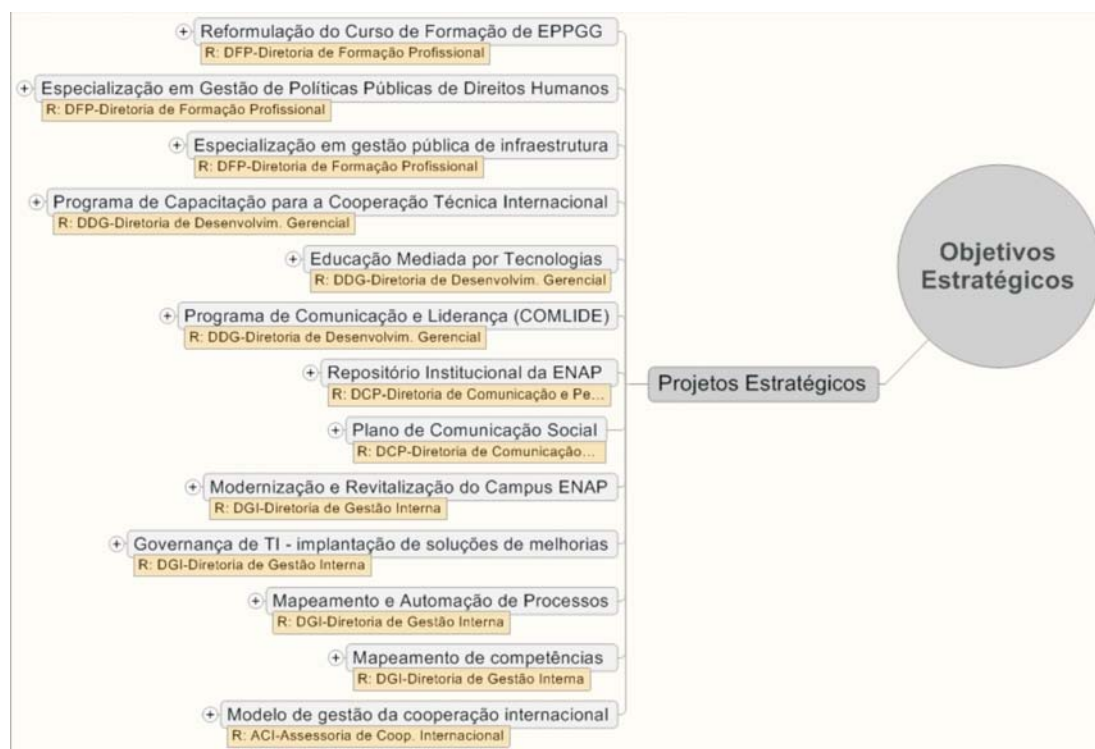 Reformulação do Curso de Formação de EPPGG
R: DFP-Diretoria de Formação Profissional
Especialização em Gestão de Políticas Públicas de Direitos Humanos
R: DFP-Diretoria de Formação Profissional
Especialização em gestão pública de infraestrutura
R: DFP-Diretoria de Formação Profissional
Programa de Capacitação para a Cooperação Técnica Internacional
R: DDG-Diretoria de Desenvolvim. Gerencial
Educação Mediada por Tecnologias
R: DDG-Diretoria de Desenvolvim. Gerencial
Programa de Comunicação e Liderança (COMLIDE)
R: DDG-Diretoria de Desenvolvim. Gerencial
Repositório Institucional da ENAP
R: DCP-Diretoria de Comunicação e Pe...
Plano de Comunicação Social
R: DCP-Diretoria de Comunicação...
Modernização e Revitalização do Campus ENAP
R: DGI-Diretoria de Gestão Interna
Governança de TI - implantação de soluções de melhorias
R: DGI-Diretoria de Gestão Interna
Mapeamento e Automação de Processos
R: DGI-Diretoria de Gestão Interna
Mapeamento de competências
R: DGI-Diretoria de Gestão Interna
Modelo de gestão da cooperação internacional
R: ACI-Assessoria de Coop. Internacional
Projetos Estratégicos
Objetivos
Estratégicos